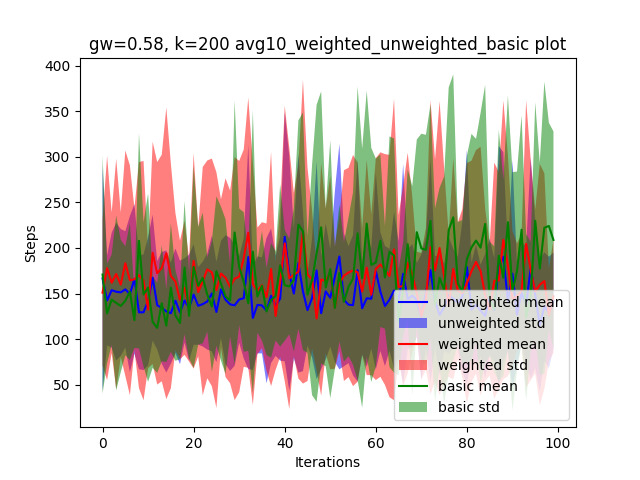 gw=0.58, k=200 avg10_weighted_unweighted_basic plot
400
350
300
250
200
150
100
50
Steps
0
20
40
60
80
100
Iterations
unweighted mean
unweighted std
weighted mean
weighted std
basic mean
basic std